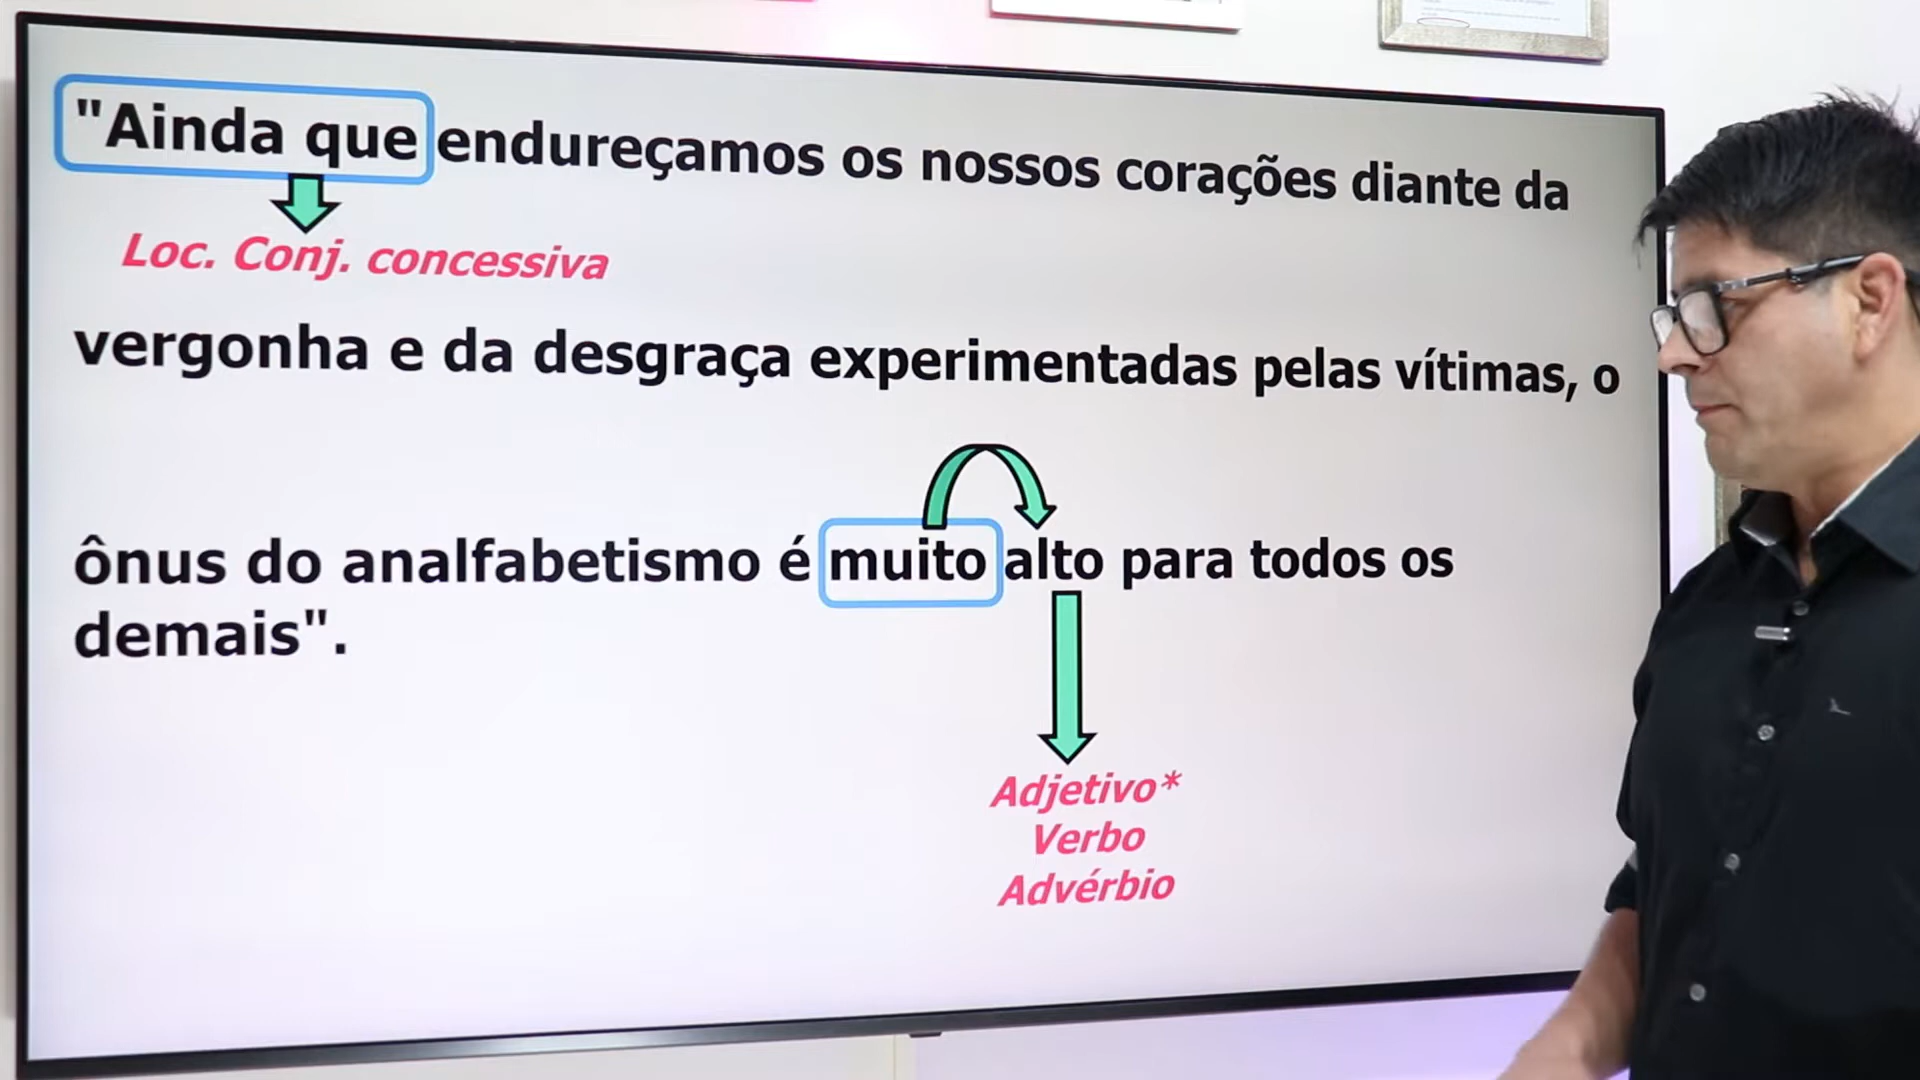 "Ainda que endureçamos os nossos corações diante da
Loc. Conj. concessiva
vergonha e da desgraça experimentadas pelas vítimas, o
ônus do analfabetismo é muito alto para todos os
demais".
Adjetivo*
Verbo
Advérbio